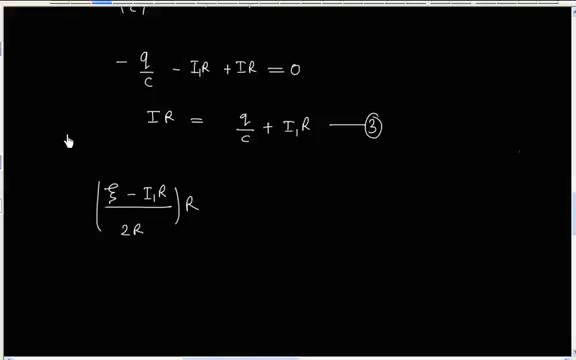 - q/c - I₁R + IR = 0
IR = q/c + I₁R —— ③
((ξ - I₁R)/2R) R